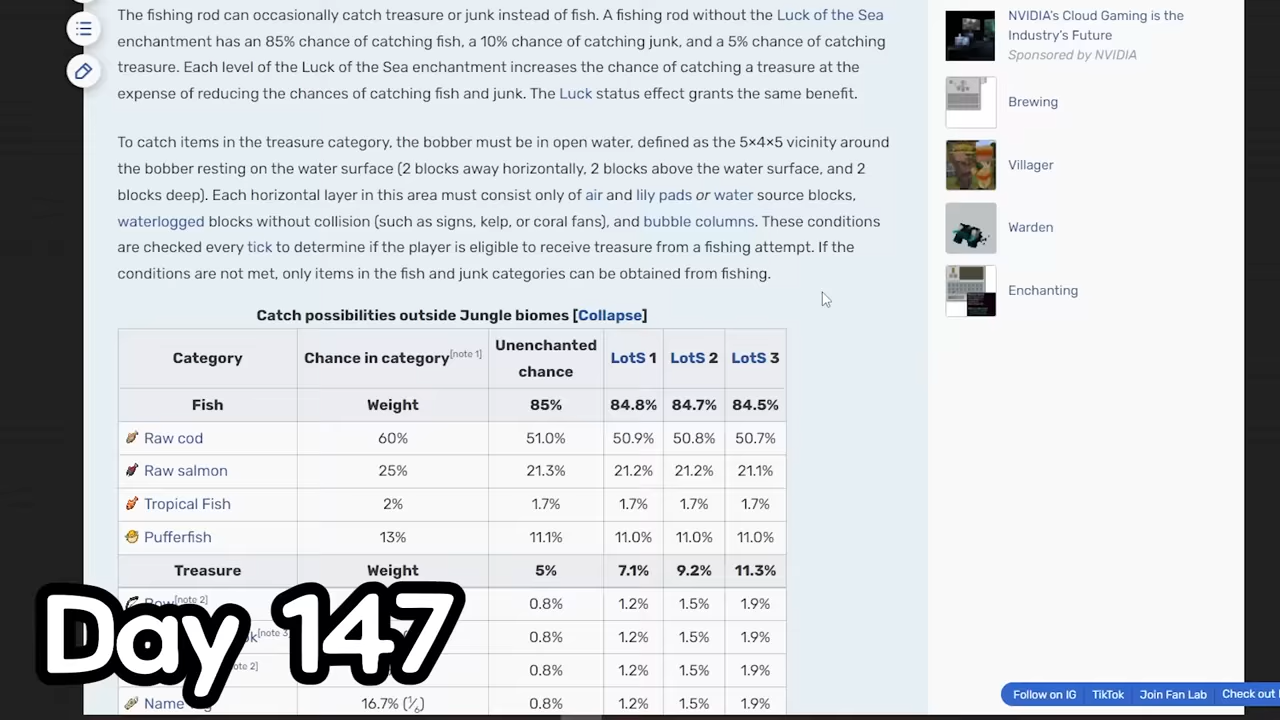 The fishing rod can occasionally catch treasure or junk instead of fish. A fishing rod without the Luck of the Sea
enchantment has an 85% chance of catching fish, a 10% chance of catching junk, and a 5% chance of catching
treasure. Each level of the Luck of the Sea enchantment increases the chance of catching a treasure at the
expense of reducing the chances of catching fish and junk. The Luck status effect grants the same benefit.
To catch items in the treasure category, the bobber must be in open water, defined as the 5×4×5 vicinity around
the bobber resting on the water surface (2 blocks away horizontally, 2 blocks above the water surface, and 2
blocks deep). Each horizontal layer in this area must consist only of air and lily pads or water source blocks,
waterlogged blocks without collision (such as signs, kelp, or coral fans), and bubble columns. These conditions
are checked every tick to determine if the player is eligible to receive treasure from a fishing attempt. If the
conditions are not met, only items in the fish and junk categories can be obtained from fishing.
Catch possibilities outside Jungle biomes [Collapse]
Category Chance in category[note 1] Unenchanted chance LotS 1 LotS 2 LotS 3
Fish Weight 85% 84.8% 84.7% 84.5%
Raw cod 60% 51.0% 50.9% 50.8% 50.7%
Raw salmon 25% 21.3% 21.2% 21.2% 21.1%
Tropical Fish 2% 1.7% 1.7% 1.7% 1.7%
Pufferfish 13% 11.1% 11.0% 11.0% 11.0%
Treasure Weight 5% 7.1% 9.2% 11.3%
Bow[note 2] 0.8% 1.2% 1.5% 1.9%
k[note 3] 0.8% 1.2% 1.5% 1.9%
note 2] 0.8% 1.2% 1.5% 1.9%
Name 16.7% (1⁄6) 0.8% 1.2% 1.5% 1.9%
Day 147
NVIDIA's Cloud Gaming is the
Industry's Future
Sponsored by NVIDIA
Brewing
Villager
Warden
Enchanting
Follow on IG TikTok Join Fan Lab Check out